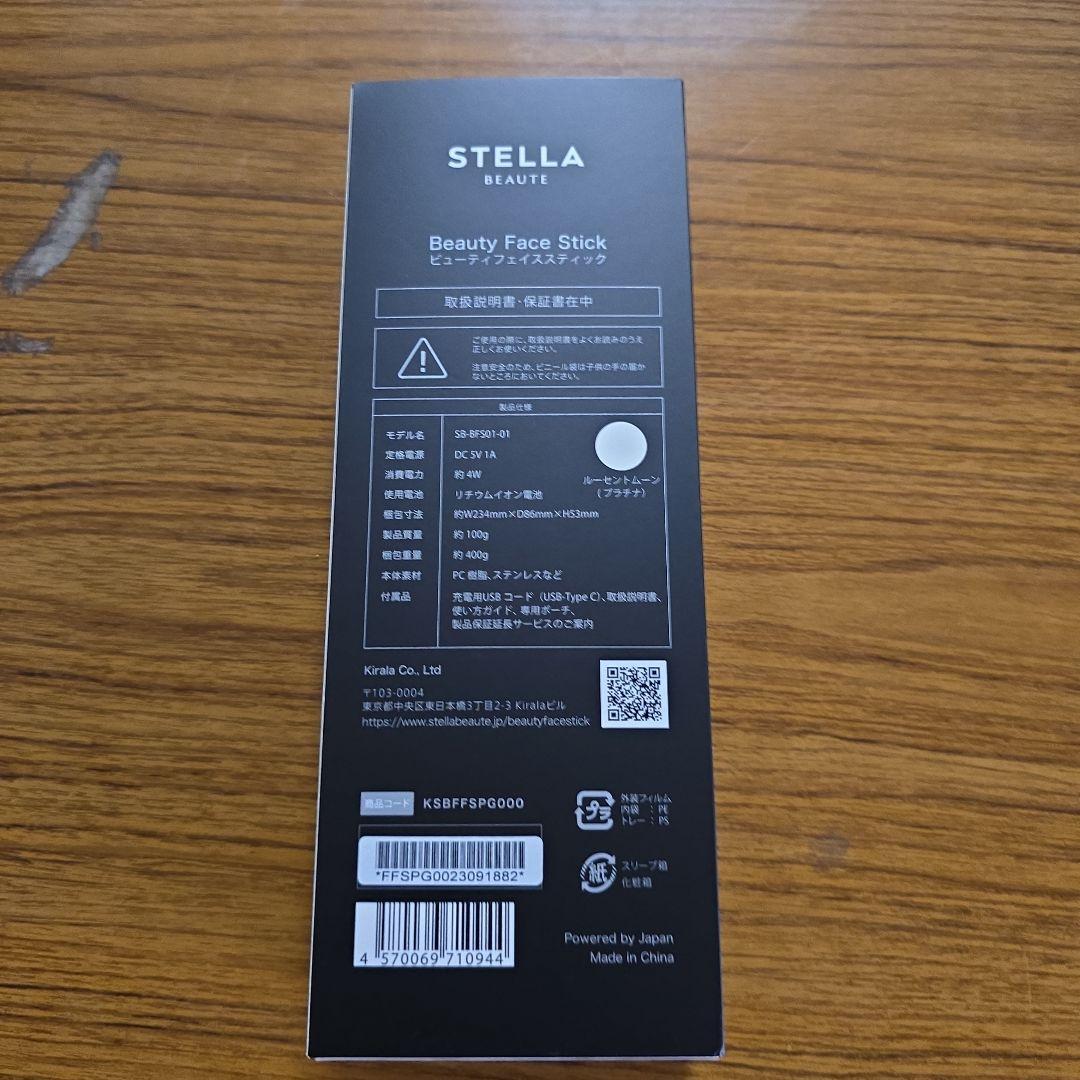 STELLA
BEAUTE
Beauty Face Stick
ビューティフェイススティック
取扱説明書・保証書在中
ご使用の際に、取扱説明書をよくお読みのうえ
正しくお使いください。
注意安全のため、ビニール袋は子供の手の届か
ないところにおいてください。
製品仕様
モデル名 SB-BFS01-01
定格電源 DC 5V 1A
消費電力 約 4W
ルーセントムーン
(プラチナ)
使用電池 リチウムイオン電池
梱包寸法 約W234mm×D86mm×H53mm
製品質量 約 100g
梱包重量 約 400g
本体素材 PC 樹脂、ステンレスなど
付属品 充電用USB コード（USB-Type C)、取扱説明書、
使い方ガイド、専用ポーチ、
製品保証延長サービスのご案内
Kirala Co., Ltd
〒103-0004
東京都中央区東日本橋3丁目2-3 Kiralaビル
https://www.stellabeaute.jp/beautyfacestick
商品コード KSBFFSPG000
*FFSPG0023091882*
4 570069 710944
プラ
外装フィルム
内袋 : PE
トレー : PS
紙
スリーブ箱
化粧箱
Powered by Japan
Made in China